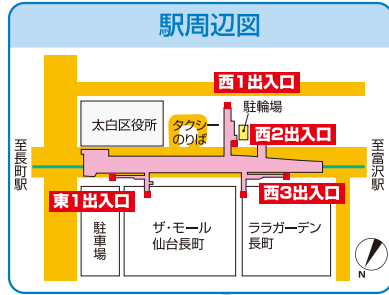 駅周辺図
西1出入口
駐輪場
太白区役所
タクシー
のりば
西2出入口
至長町駅
至富沢駅
東1出入口
西3出入口
駐車場
ザ・モール
仙台長町
ララガーデン
長町
N